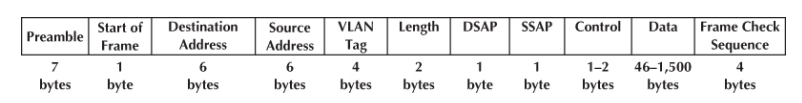 Preamble
Start of
Frame
Destination
Address
Source
Address
VLAN
Tag
Length
DSAP
SSAP
Control
Data
Frame Check
Sequence
7
bytes
1
byte
6
bytes
6
bytes
4
bytes
2
bytes
1
byte
1
byte
1–2
bytes
46–1,500
bytes
4
bytes